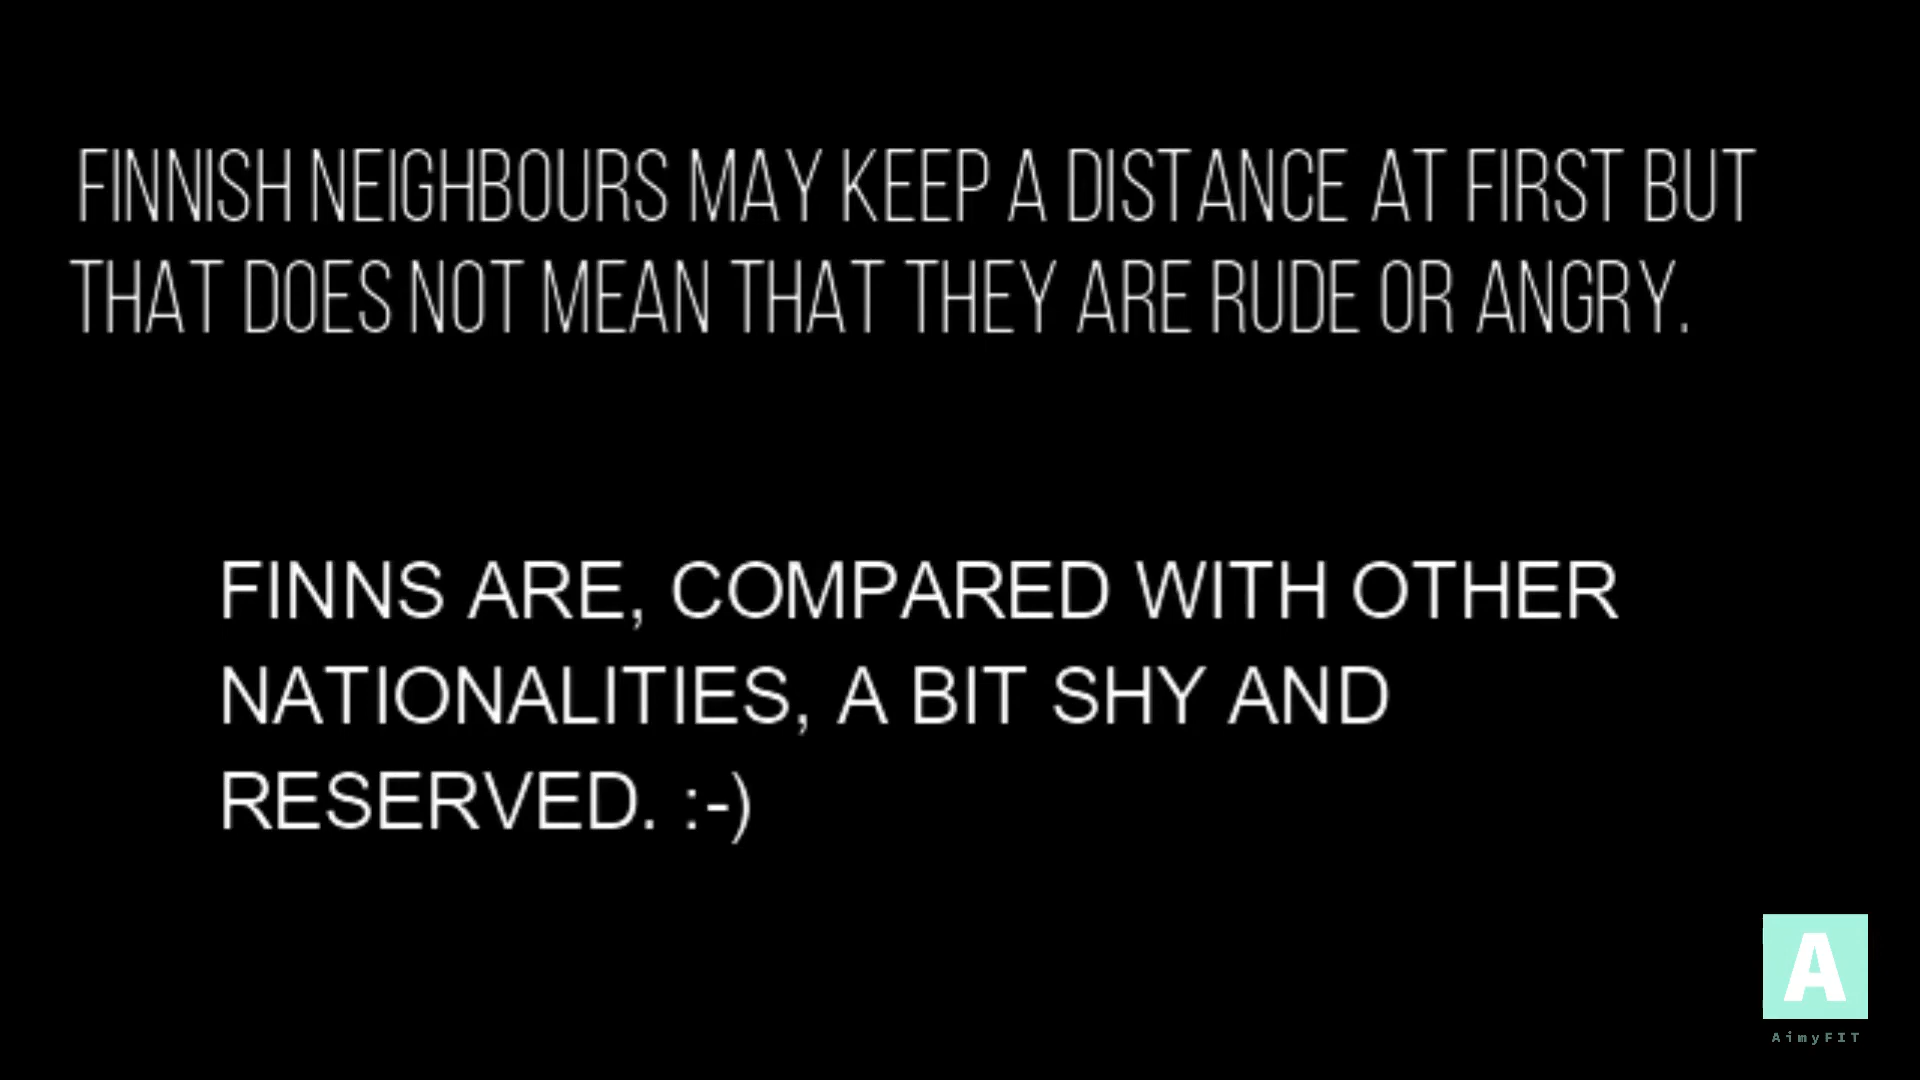 FINNISH NEIGHBOURS MAY KEEP A DISTANCE AT FIRST BUT
THAT DOES NOT MEAN THAT THEY ARE RUDE OR ANGRY.
FINNS ARE, COMPARED WITH OTHER
NATIONALITIES, A BIT SHY AND
RESERVED. :-)
A
AimyFIT